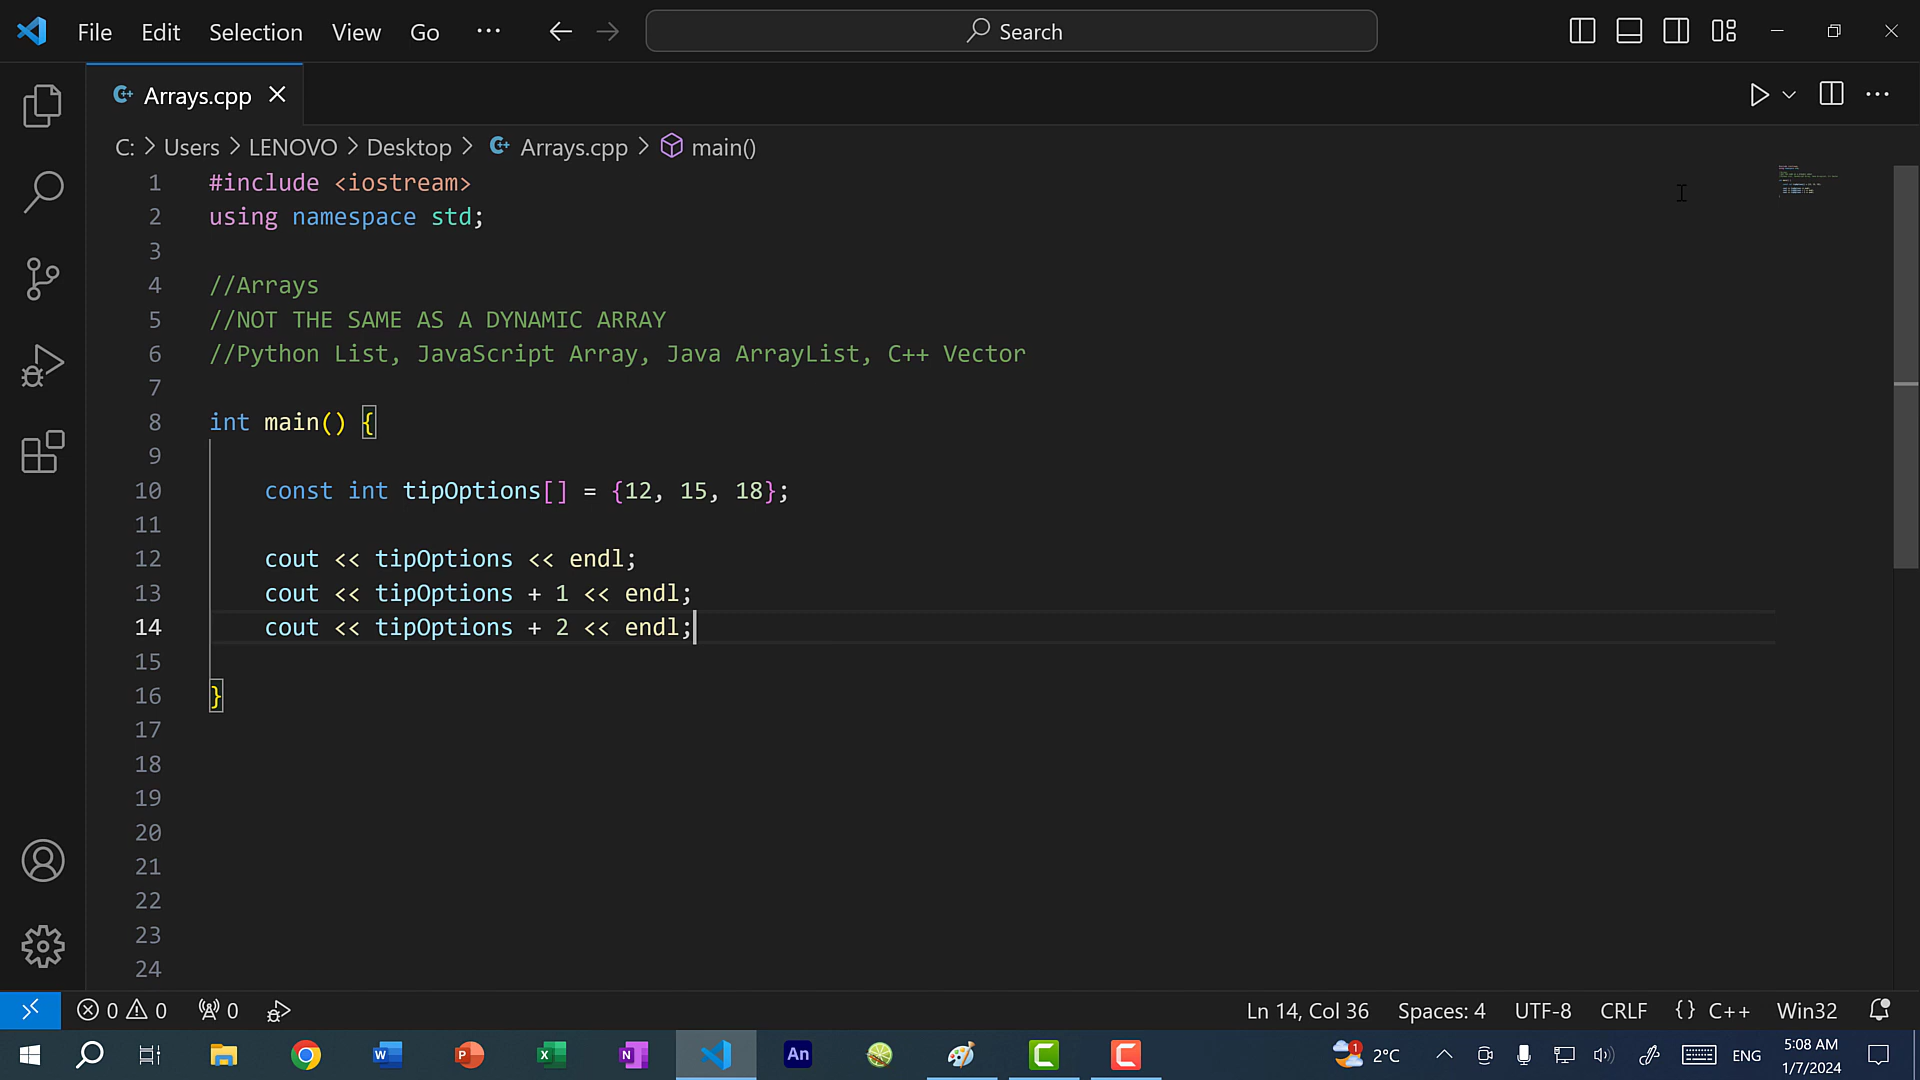 File Edit Selection View Go ··· Search
Arrays.cpp
C: > Users > LENOVO > Desktop > Arrays.cpp > main()
1 #include <iostream>
2 using namespace std;
3
4 //Arrays
5 //NOT THE SAME AS A DYNAMIC ARRAY
6 //Python List, JavaScript Array, Java ArrayList, C++ Vector
7
8 int main() {
9
10 const int tipOptions[] = {12, 15, 18};
11
12 cout << tipOptions << endl;
13 cout << tipOptions + 1 << endl;
14 cout << tipOptions + 2 << endl;
15
16 }
17
18
19
20
21
22
23
24
0 0 0 Ln 14, Col 36 Spaces: 4 UTF-8 CRLF {} C++ Win32
An 1 2°C ENG 5:08 AM
1/7/2024